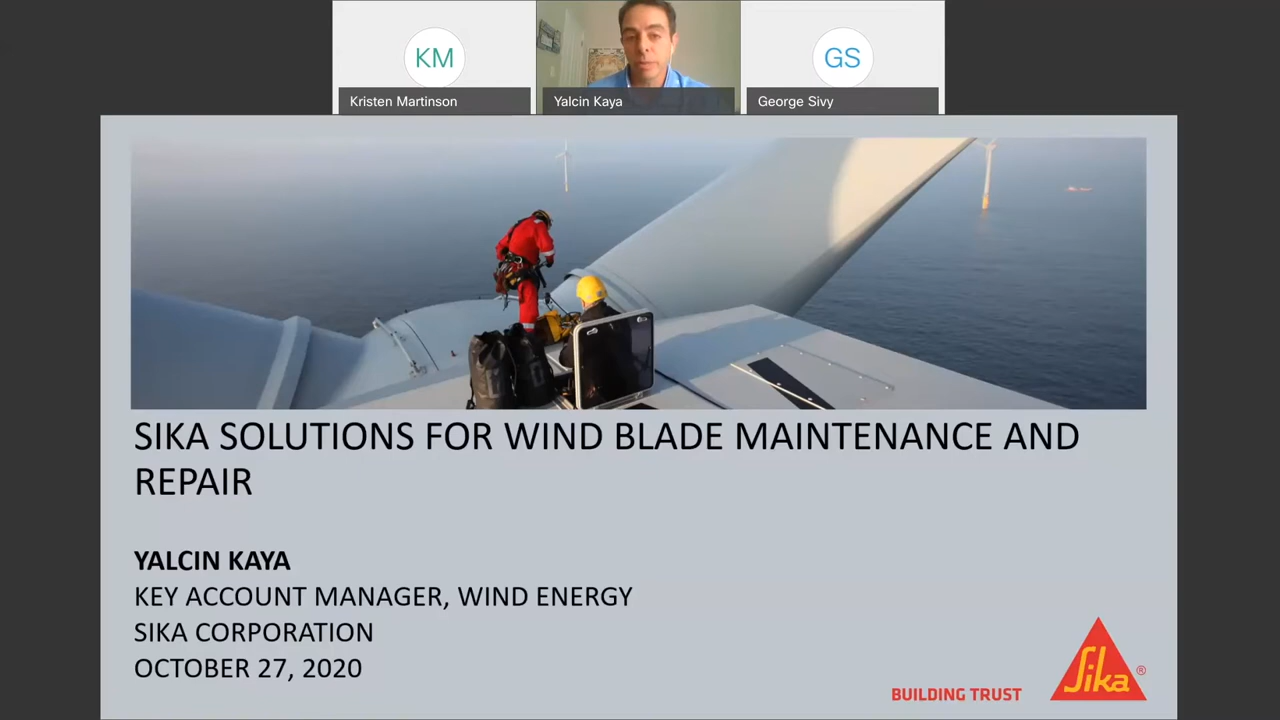 KM
GS
Kristen Martinson
Yalcin Kaya
George Sivy
SIKA SOLUTIONS FOR WIND BLADE MAINTENANCE AND
REPAIR
YALCIN KAYA
KEY ACCOUNT MANAGER, WIND ENERGY
SIKA CORPORATION
OCTOBER 27, 2020
BUILDING TRUST
Sika®